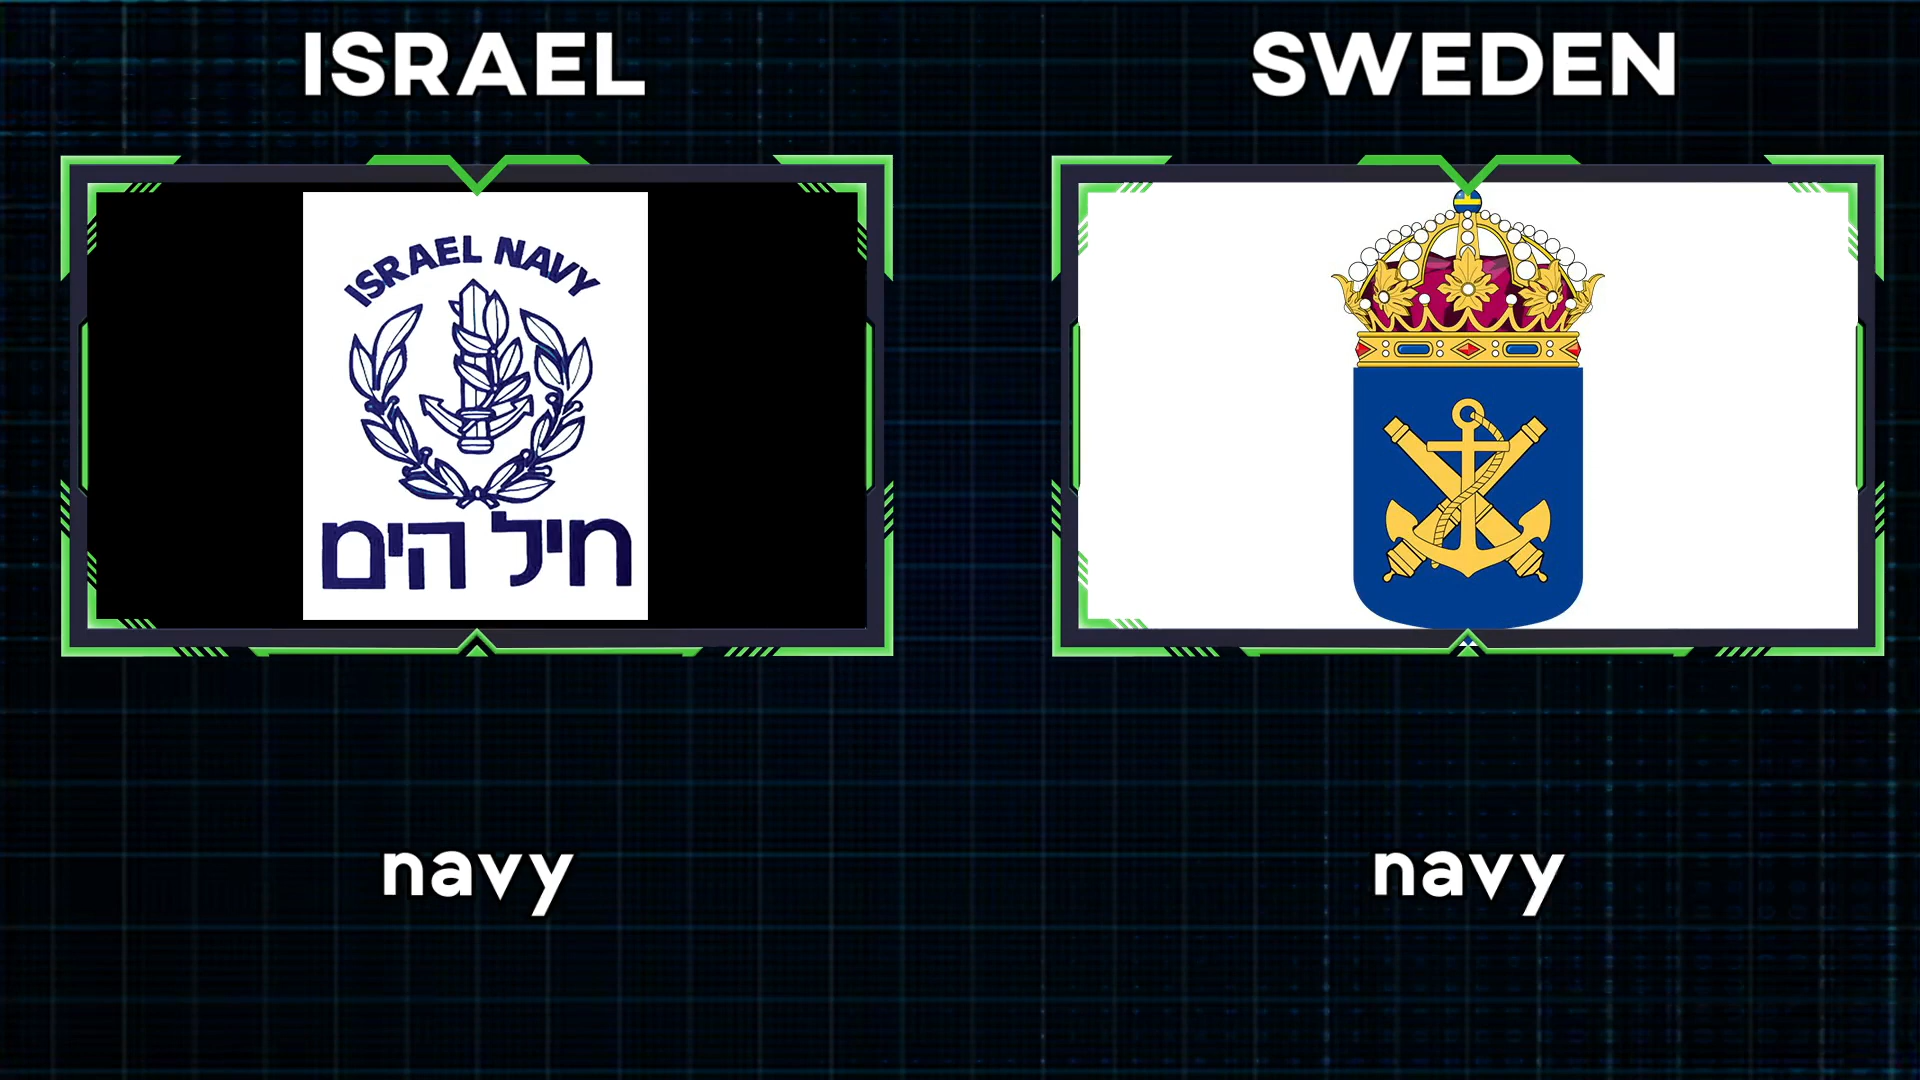 ISRAEL
SWEDEN
ISRAEL NAVY
חיל הים
navy
navy